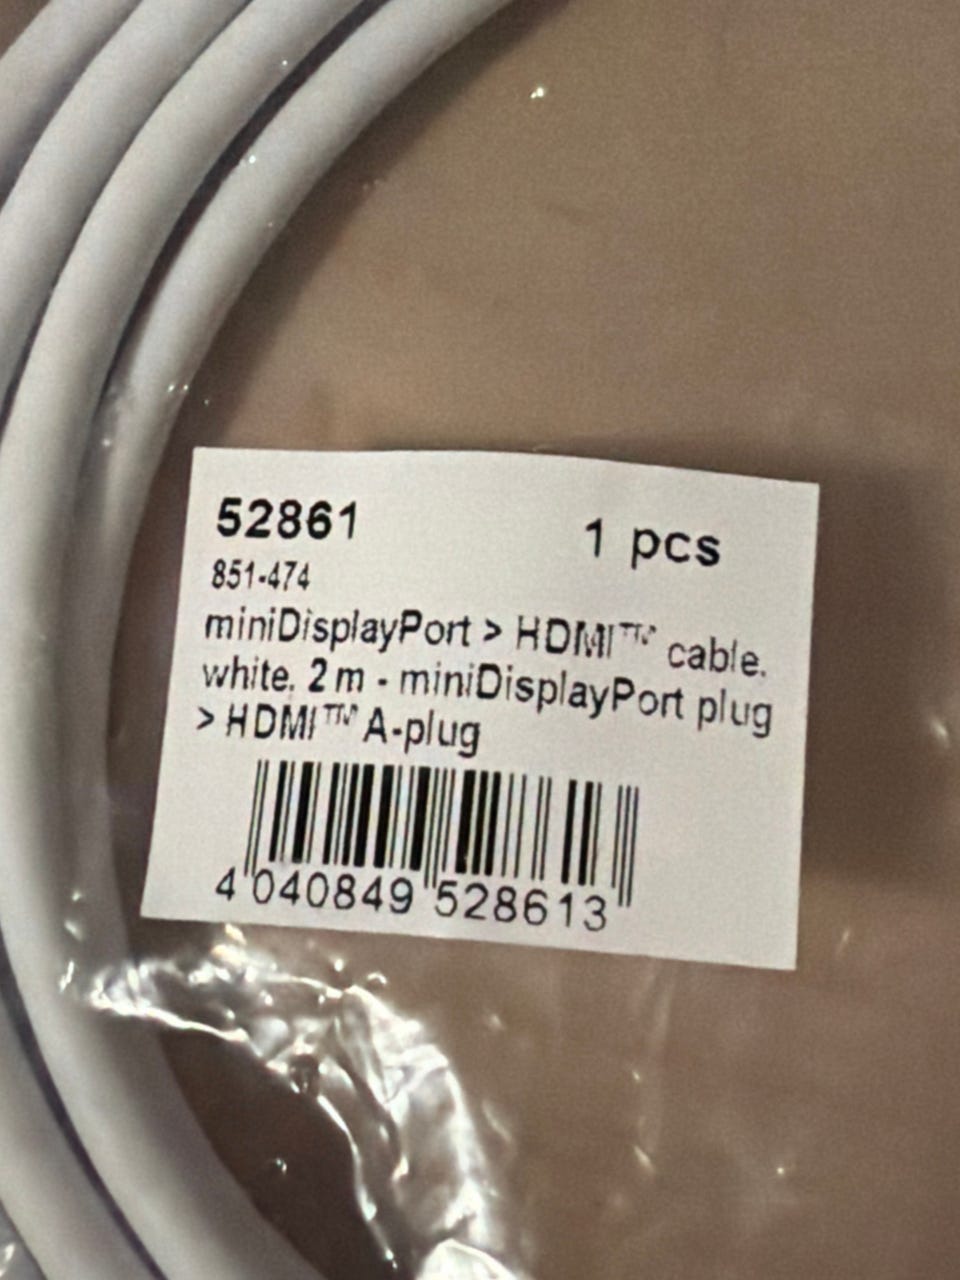 52861 1 pcs
851-474
miniDisplayPort > HDMI™ cable,
white, 2 m - miniDisplayPort plug
> HDMI™ A-plug
4 040849 528613